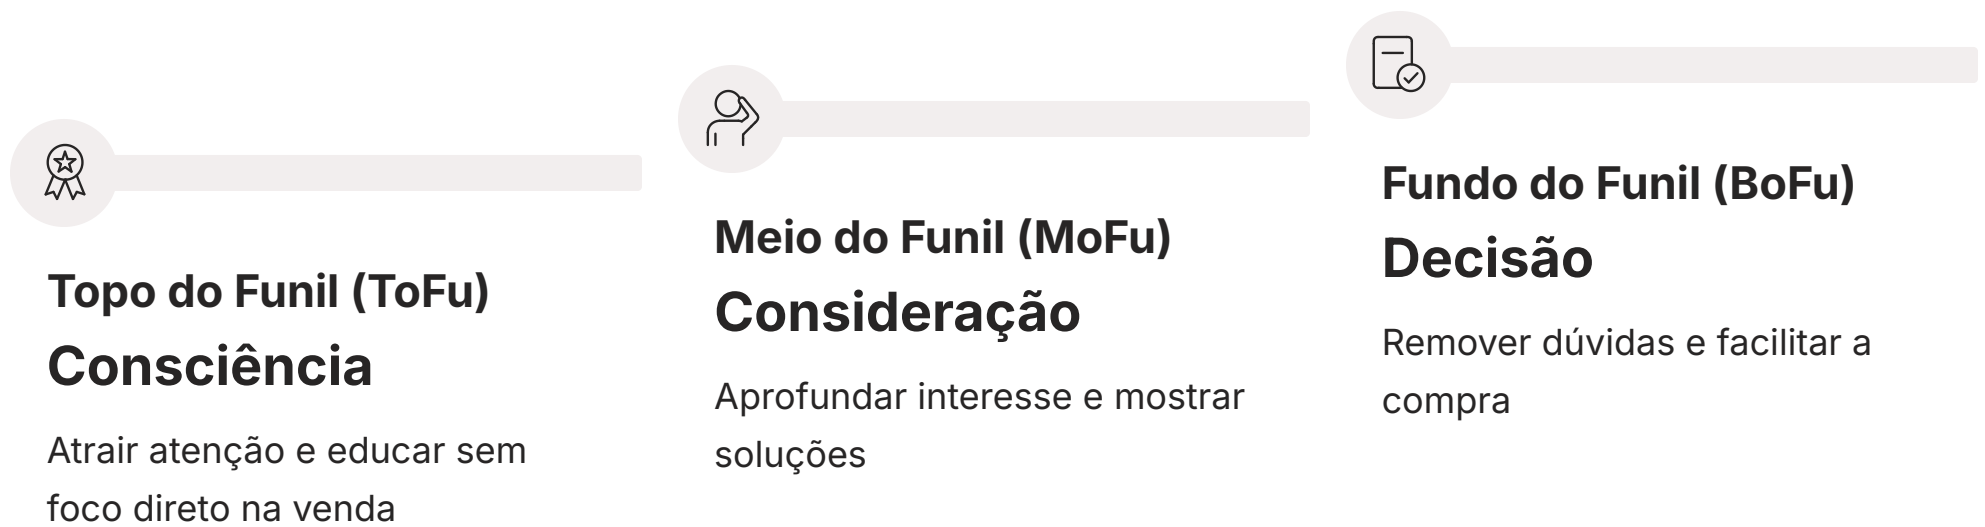 Topo do Funil (ToFu)
Consciência
Atrair atenção e educar sem
foco direto na venda
Meio do Funil (MoFu)
Consideração
Aprofundar interesse e mostrar
soluções
Fundo do Funil (BoFu)
Decisão
Remover dúvidas e facilitar a
compra